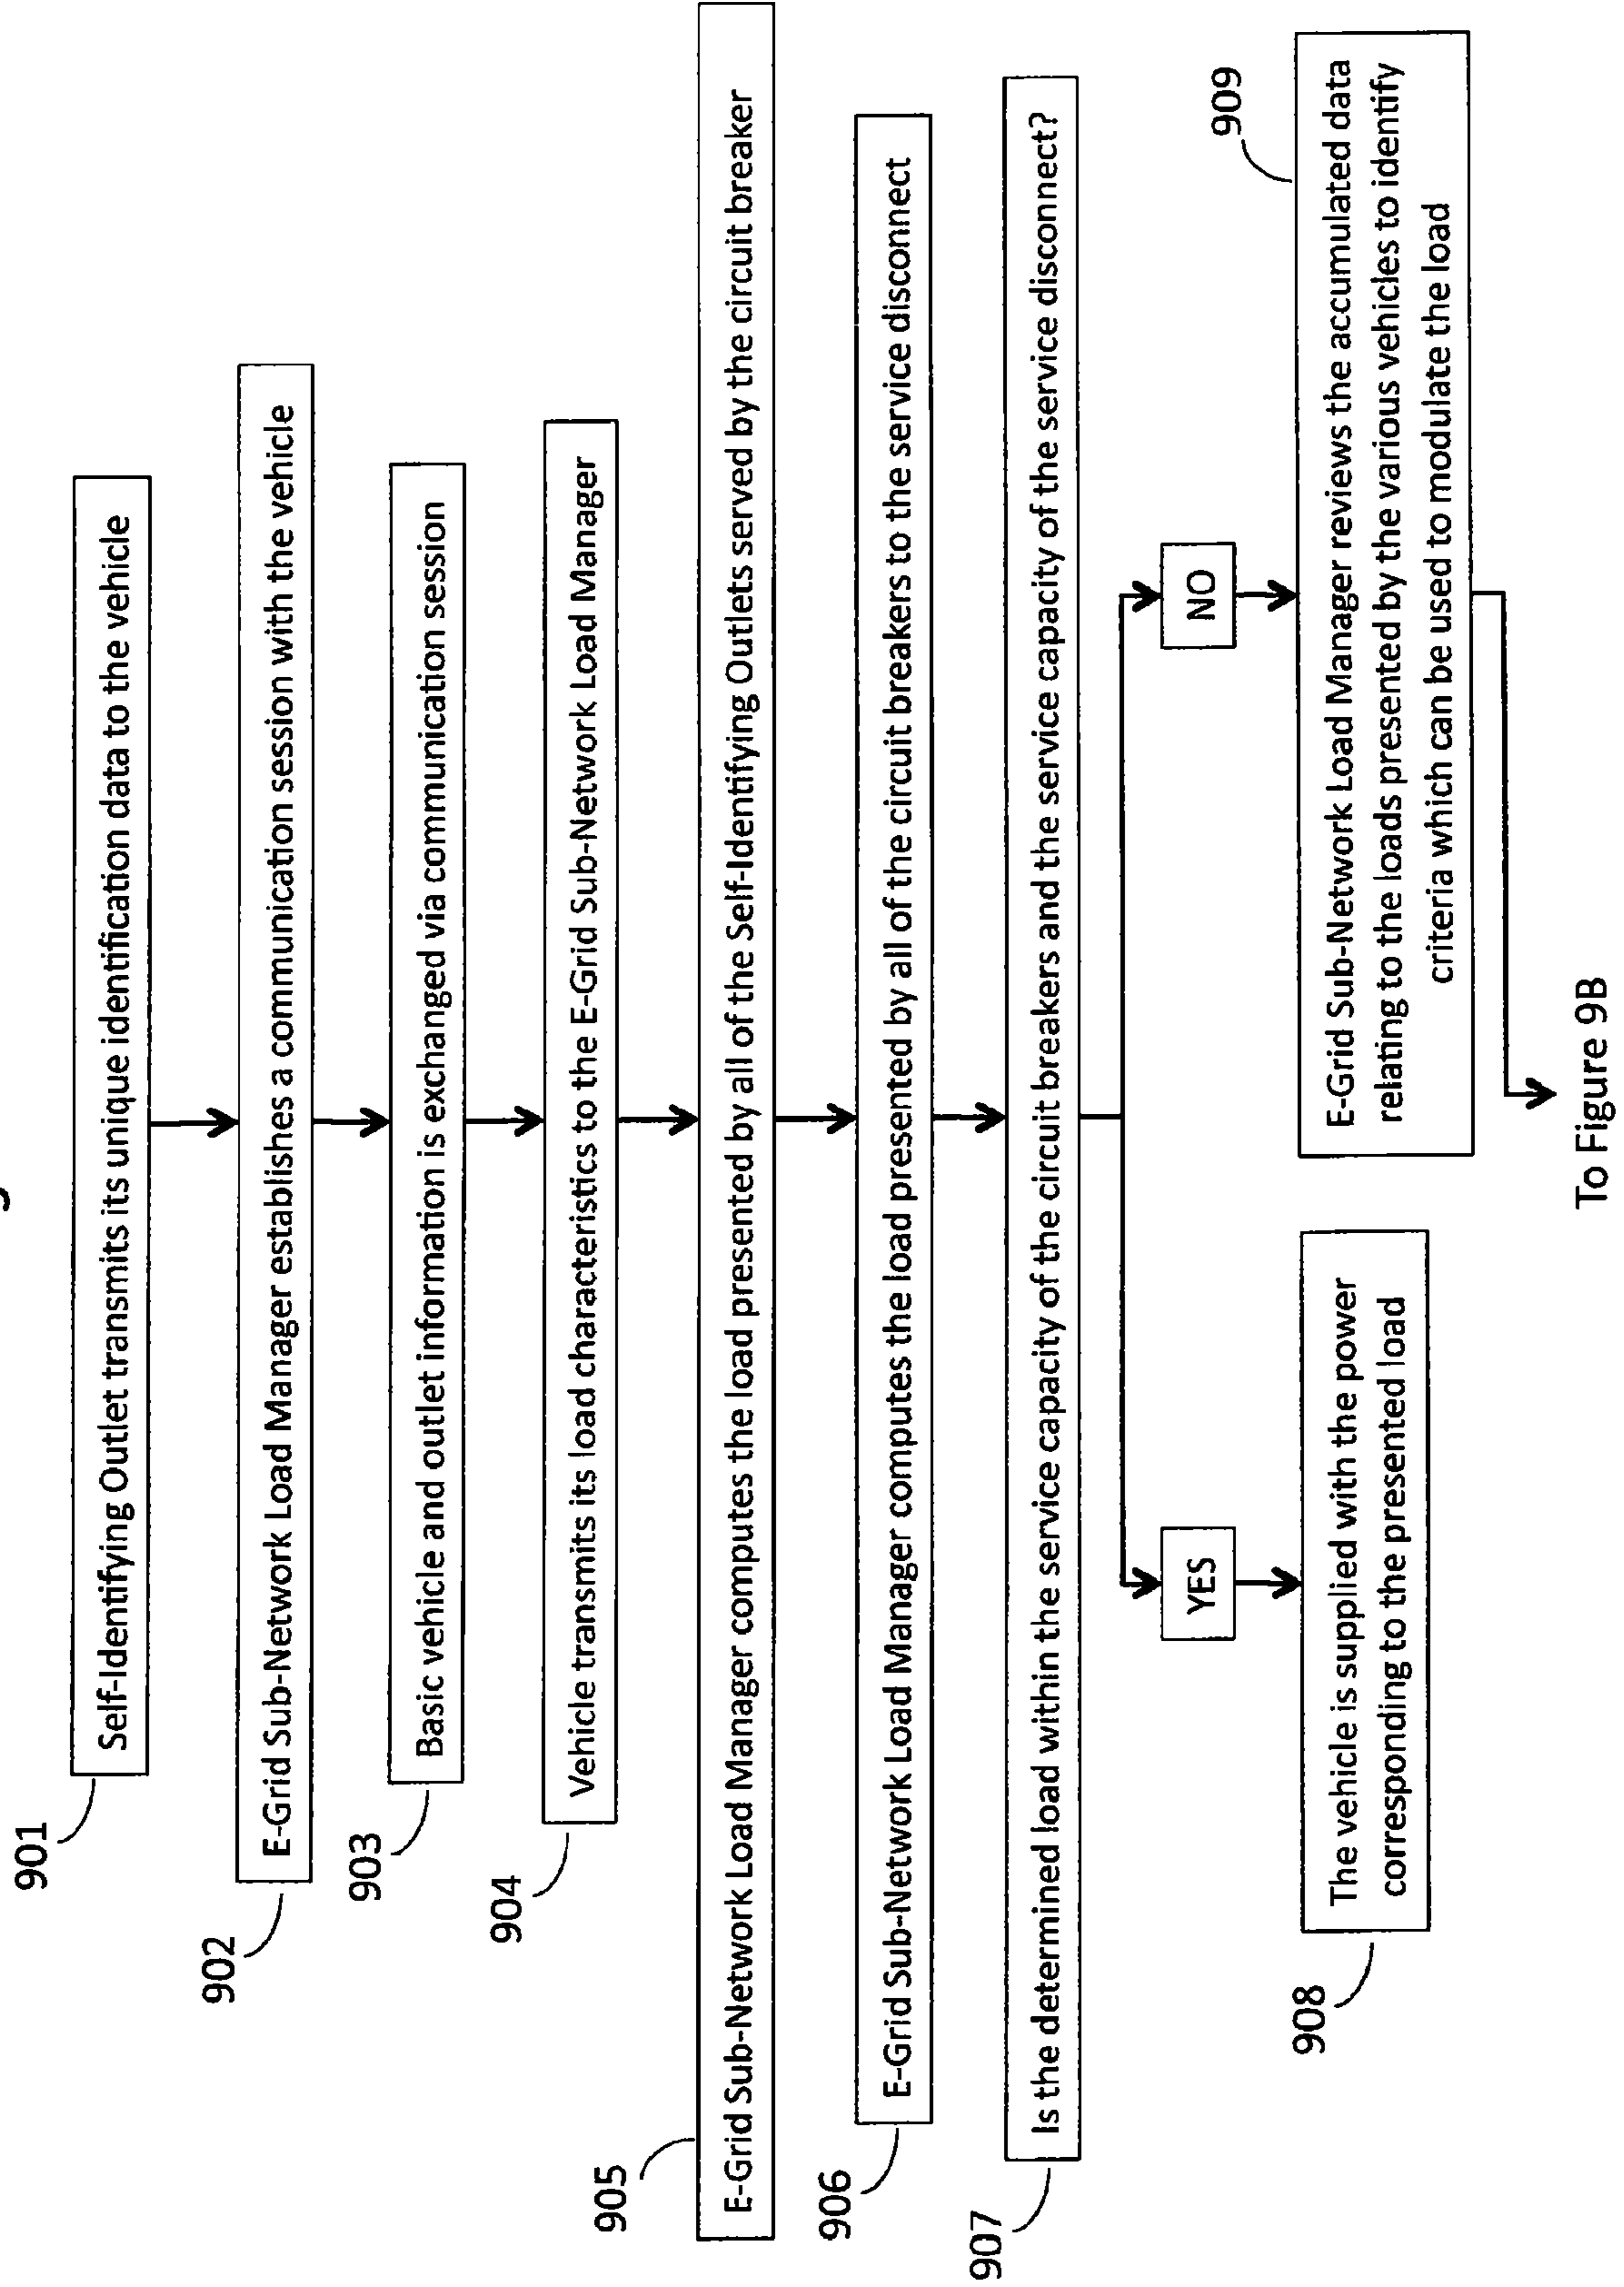 901
Self-Identifying Outlet transmits its unique identification data to the vehicle
902
E-Grid Sub-Network Load Manager establishes a communication session with the vehicle
903
Basic vehicle and outlet information is exchanged via communication session
904
Vehicle transmits its load characteristics to the E-Grid Sub-Network Load Manager
905
E-Grid Sub-Network Load Manager computes the load presented by all of the Self-Identifying Outlets served by the circuit breaker
906
E-Grid Sub-Network Load Manager computes the load presented by all of the circuit breakers to the service disconnect
907
Is the determined load within the service capacity of the circuit breakers and the service capacity of the service disconnect?
YES
NO
908
The vehicle is supplied with the power
corresponding to the presented load
909
E-Grid Sub-Network Load Manager reviews the accumulated data
relating to the loads presented by the various vehicles to identify
criteria which can be used to modulate the load
To Figure 9B